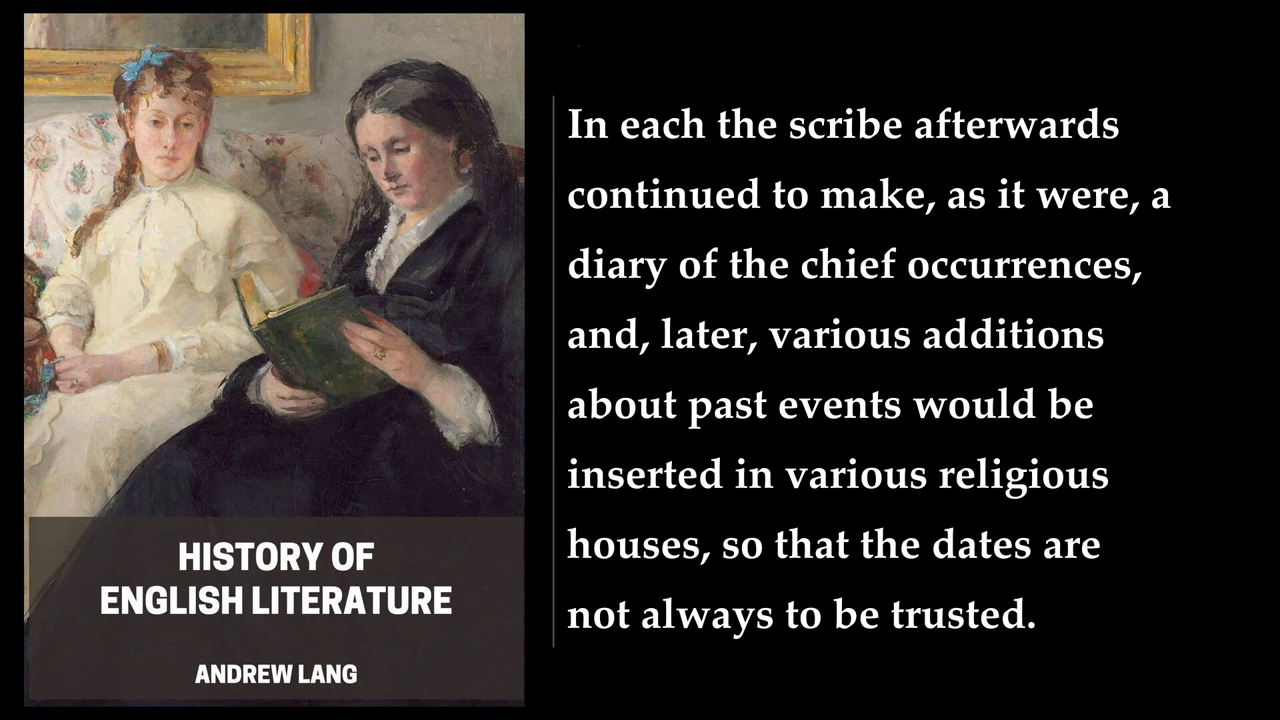 HISTORY OF
ENGLISH LITERATURE
ANDREW LANG
In each the scribe afterwards
continued to make, as it were, a
diary of the chief occurrences,
and, later, various additions
about past events would be
inserted in various religious
houses, so that the dates are
not always to be trusted.